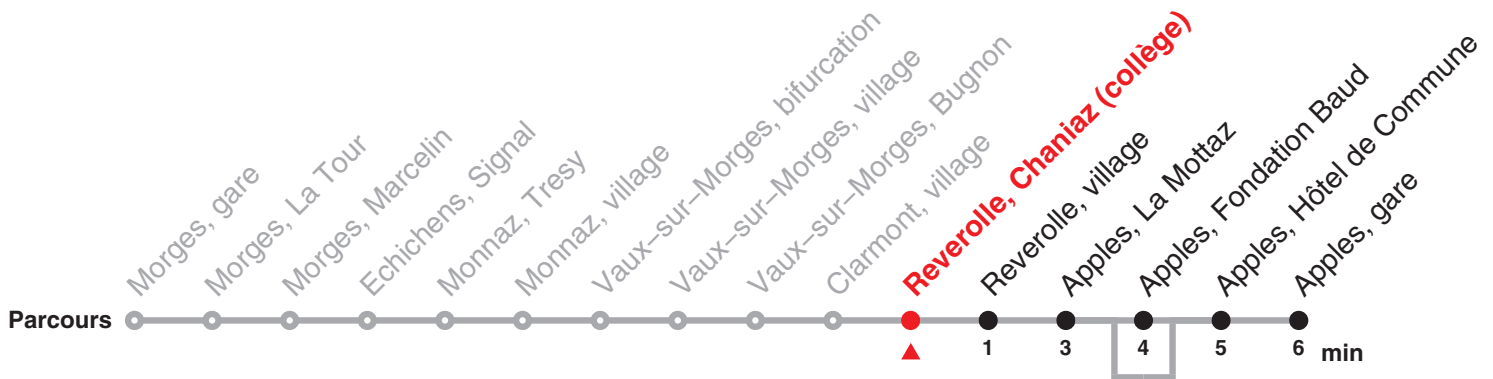 Morges, gare
Morges, La Tour
Morges, Marcelin
Echichens, Signal
Monnaz, Tresy
Monnaz, village
Vaux–sur–Morges, bifurcation
Vaux–sur–Morges, village
Vaux–sur–Morges, Bugnon
Clarmont, village
Reverolle, Chaniaz (collège)
Reverolle, village
Apples, La Mottaz
Apples, Fondation Baud
Apples, Hôtel de Commune
Apples, gare
Parcours
1 3 4 5 6 min